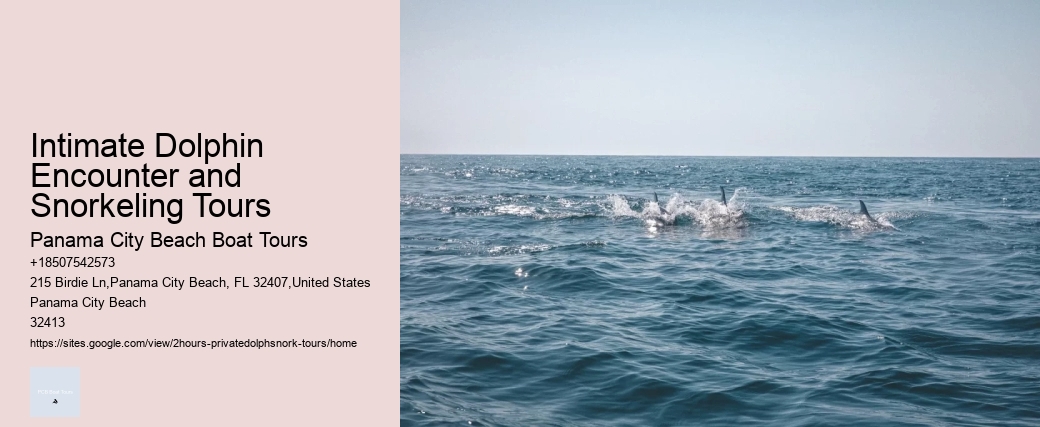 Intimate Dolphin
Encounter and
Snorkeling Tours
Panama City Beach Boat Tours
+18507542573
215 Birdie Ln,Panama City Beach, FL 32407,United States
Panama City Beach
32413
https://sites.google.com/view/2hours-privatedolphsnork-tours/home